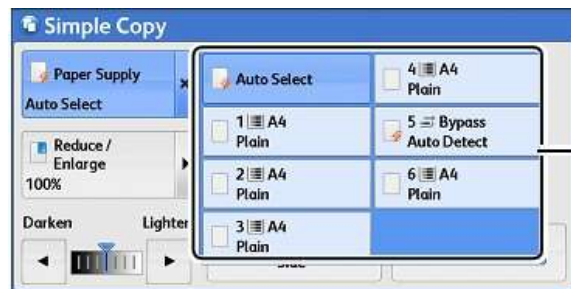 Simple Copy
Paper Supply
Auto Select
Reduce /
Enlarge
100%
Darken Lighter
Auto Select
1 A4
Plain
2 A4
Plain
3 A4
Plain
4 A4
Plain
5 Bypass
Auto Detect
6 A4
Plain